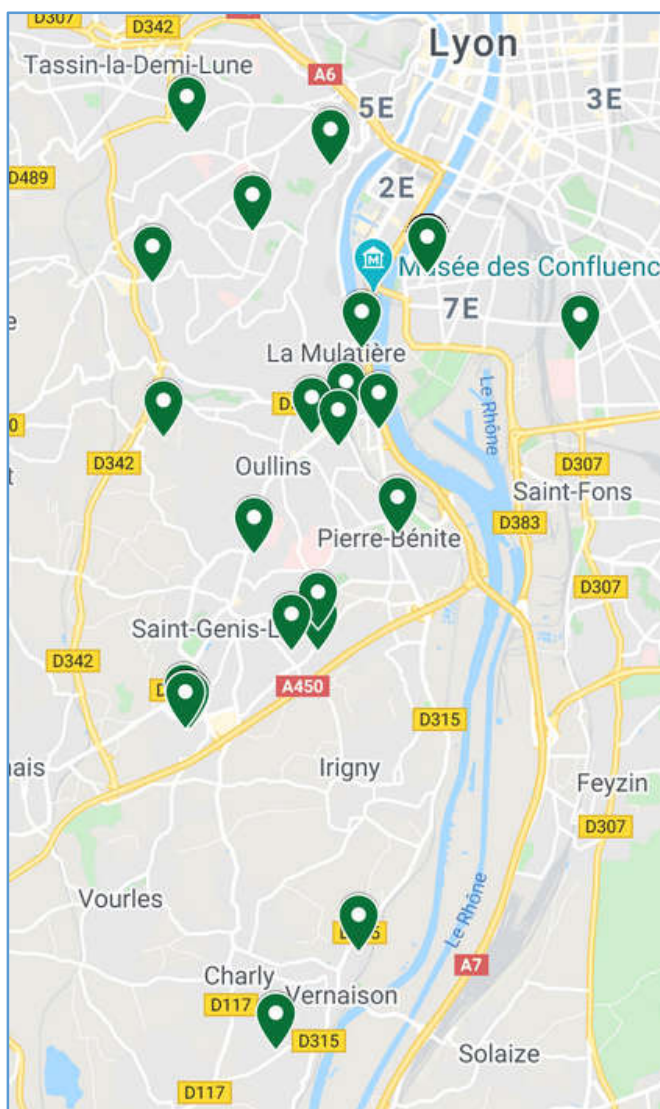 D307
D342
Lyon
Tassin-la-Demi-Lune
A6
5E
3E
D489
2E
M
Musée des Confluenc
7E
La Mulatière
Le Rhône
D342
Oullins
D307
Saint-Fons
D383
Pierre-Bénite
D307
Saint-Genis-L
D342
A450
D315
nais
Irigny
Feyzin
D307
Vourles
Le Rhône
Charly
A7
D117
Vernaison
D315
Solaize
D117